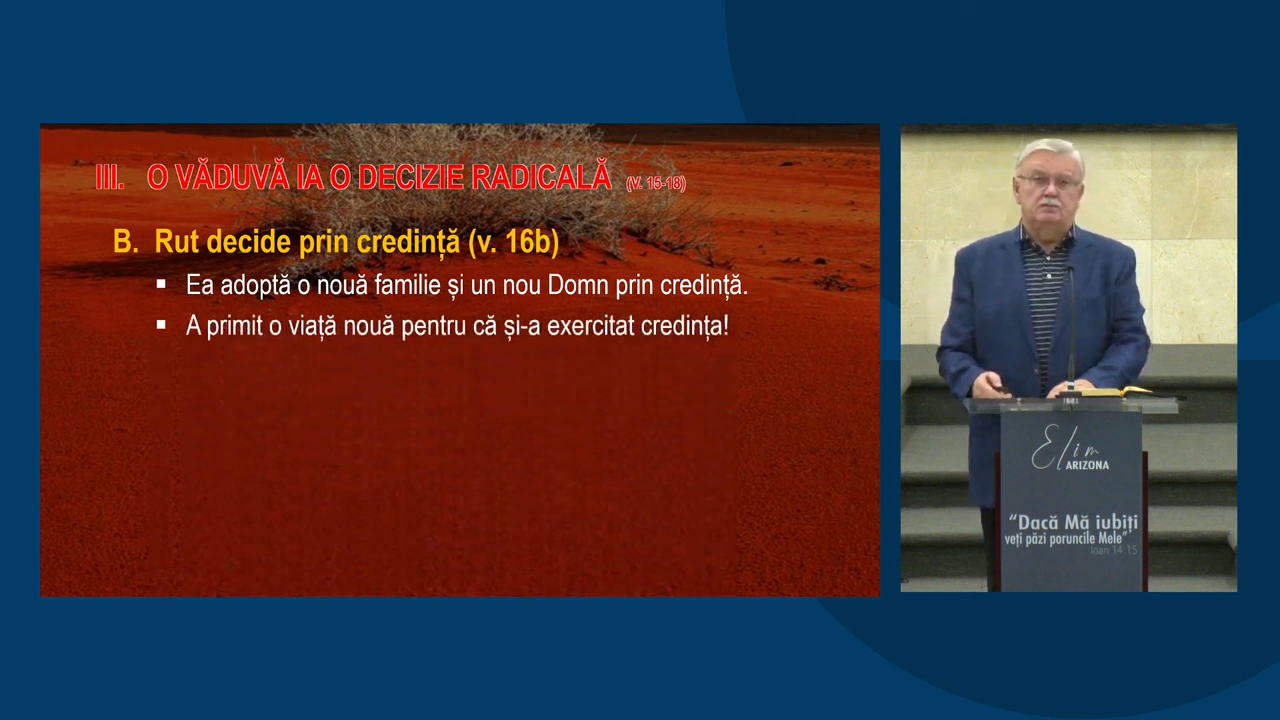 III. O VĂDUVĂ IA O DECIZIE RADICALĂ (V. 15-18)
B. Rut decide prin credință (v. 16b)
▪ Ea adoptă o nouă familie și un nou Domn prin credință.
▪ A primit o viață nouă pentru că și-a exercitat credința!
Elim
ARIZONA
“Dacă Mă iubiți
veți păzi poruncile Mele”
Ioan 14:15